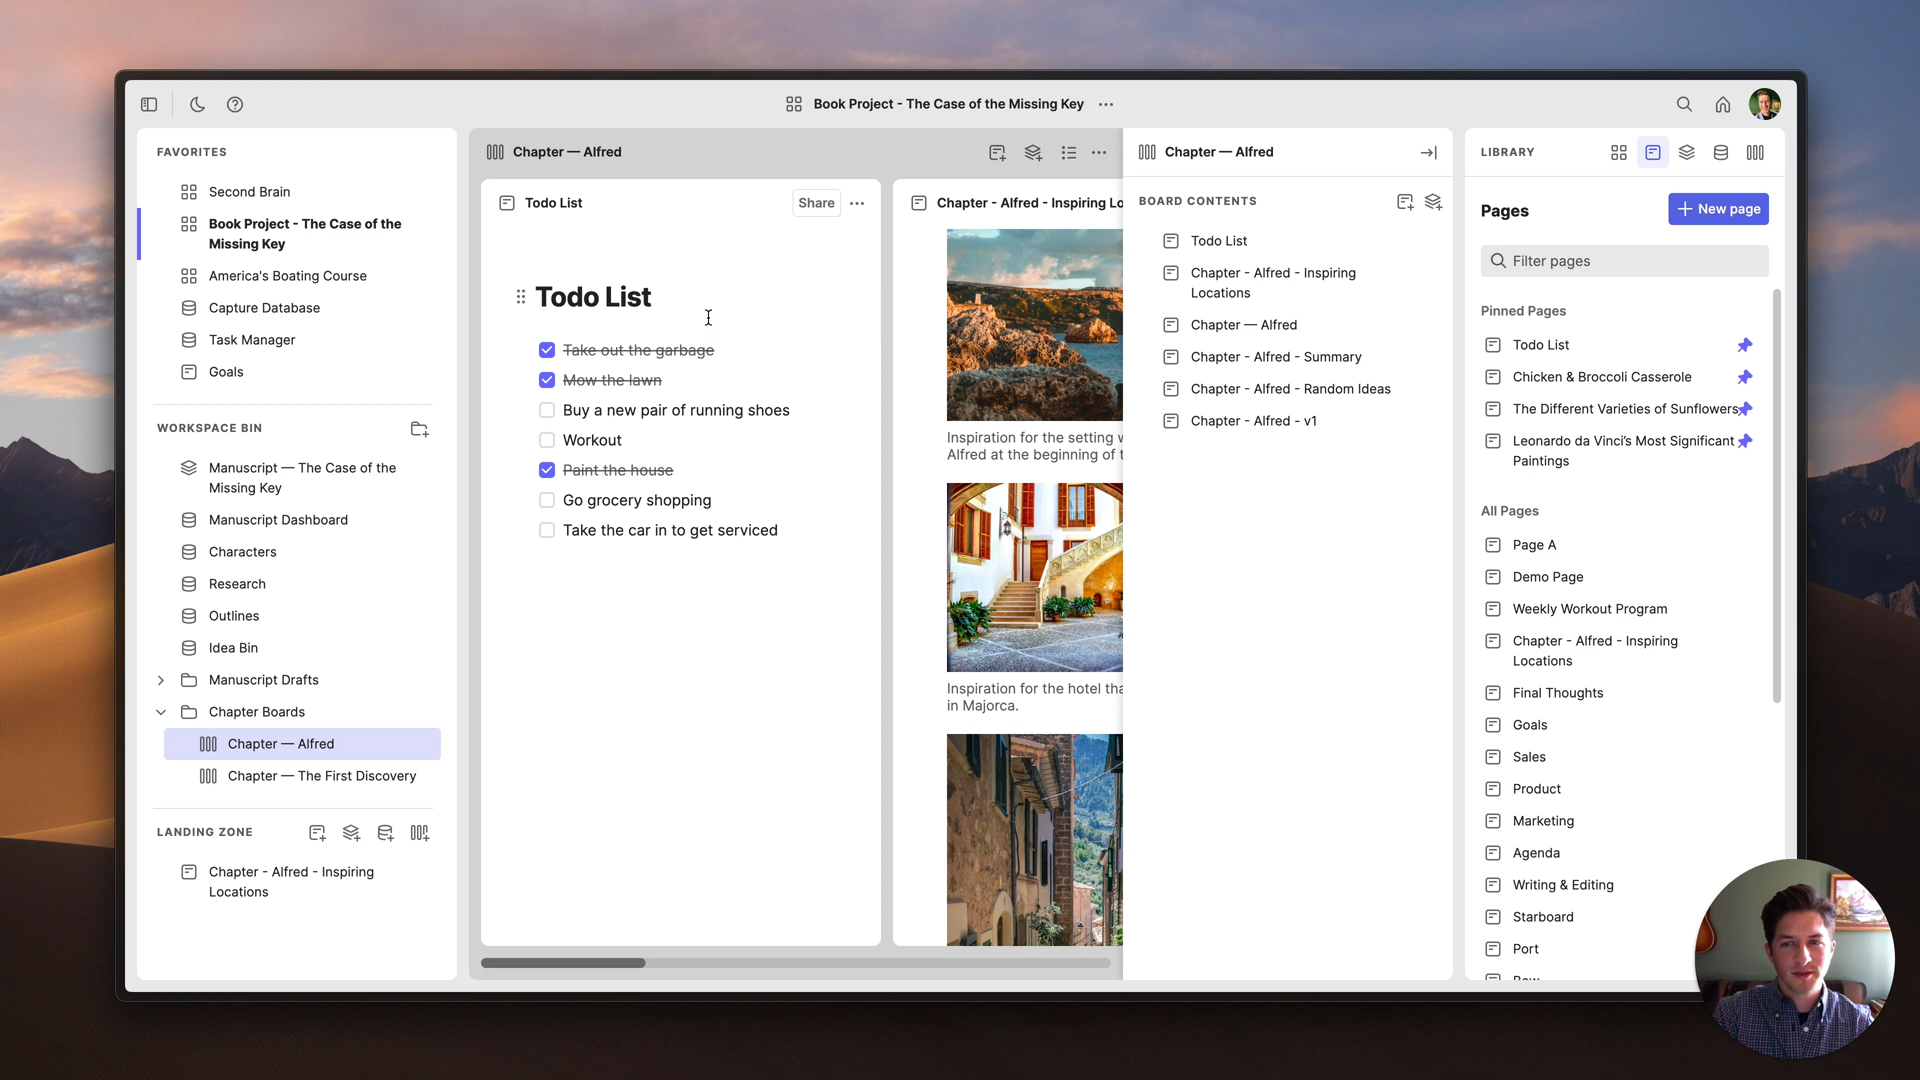 Book Project - The Case of the Missing Key
FAVORITES
Second Brain
Book Project - The Case of the
Missing Key
America's Boating Course
Capture Database
Task Manager
Goals
WORKSPACE BIN
Manuscript — The Case of the
Missing Key
Manuscript Dashboard
Characters
Research
Outlines
Idea Bin
Manuscript Drafts
Chapter Boards
Chapter — Alfred
Chapter — The First Discovery
LANDING ZONE
Chapter - Alfred - Inspiring
Locations
Chapter — Alfred
Todo List
Share
Todo List
Take out the garbage
Mow the lawn
Buy a new pair of running shoes
Workout
Paint the house
Go grocery shopping
Take the car in to get serviced
Chapter - Alfred - Inspiring Lo
Inspiration for the setting
Alfred at the beginning of
Inspiration for the hotel
in Majorca.
Chapter — Alfred
BOARD CONTENTS
Todo List
Chapter - Alfred - Inspiring
Locations
Chapter — Alfred
Chapter - Alfred - Summary
Chapter - Alfred - Random Ideas
Chapter - Alfred - v1
LIBRARY
Pages
New page
Filter pages
Pinned Pages
Todo List
Chicken & Broccoli Casserole
The Different Varieties of Sunflowers
Leonardo da Vinci's Most Significant
Paintings
All Pages
Page A
Demo Page
Weekly Workout Program
Chapter - Alfred - Inspiring
Locations
Final Thoughts
Goals
Sales
Product
Marketing
Agenda
Writing & Editing
Starboard
Port